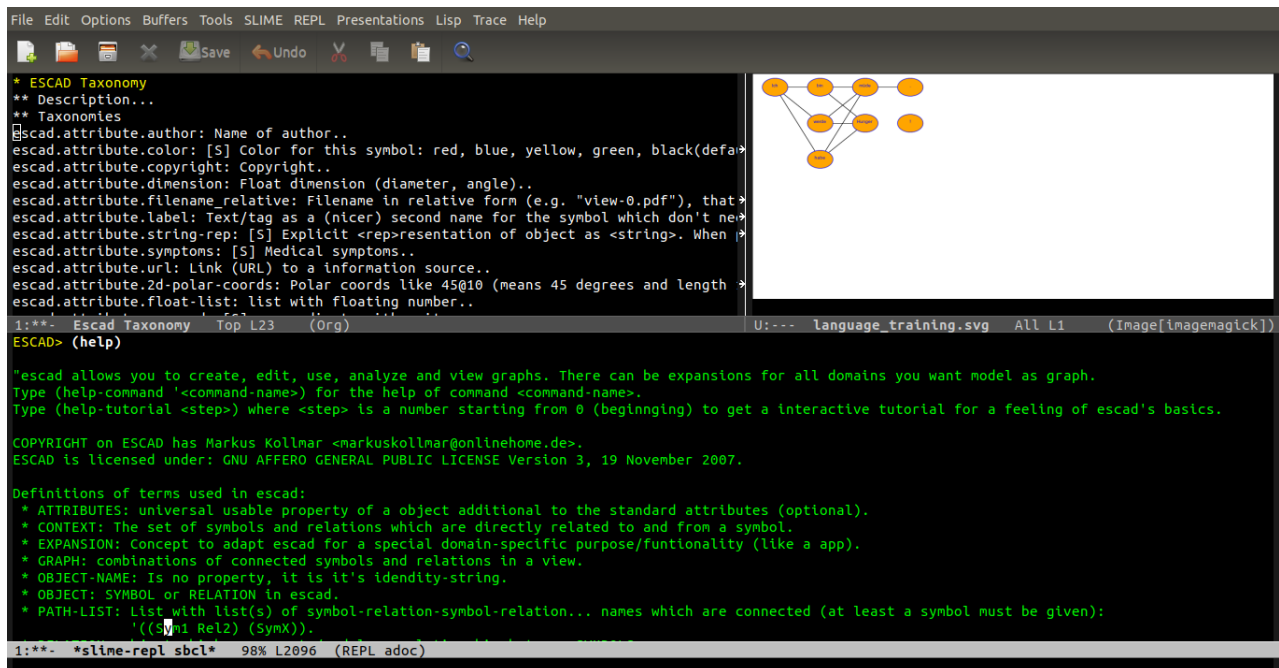 File Edit Options Buffers Tools SLIME REPL Presentations Lisp Trace Help
Save Undo
* ESCAD Taxonomy
** Description...
** Taxonomies
escad.attribute.author: Name of author..
escad.attribute.color: [S] Color for this symbol: red, blue, yellow, green, black(defa
escad.attribute.copyright: Copyright..
escad.attribute.dimension: Float dimension (diameter, angle)..
escad.attribute.filename_relative: Filename in relative form (e.g. "view-0.pdf"), that
escad.attribute.label: Text/tag as a (nicer) second name for the symbol which don't ne
escad.attribute.string-rep: [S] Explicit <rep>resentation of object as <string>. When
escad.attribute.symptoms: [S] Medical symptoms..
escad.attribute.url: Link (URL) to a information source..
escad.attribute.2d-polar-coords: Polar coords like 45@10 (means 45 degrees and length
escad.attribute.float-list: list with floating number..
1:**- Escad Taxonomy Top L23 (Org)
U:--- language_training.svg All L1 (Image[imagemagick])
ESCAD> (help)
"escad allows you to create, edit, use, analyze and view graphs. There can be expansions for all domains you want model as graph.
Type (help-command '<command-name>) for the help of command <command-name>.
Type (help-tutorial <step>) where <step> is a number starting from 0 (beginnging) to get a interactive tutorial for a feeling of escad's basics.
COPYRIGHT on ESCAD has Markus Kollmar <markuskollmar@onlinehome.de>.
ESCAD is licensed under: GNU AFFERO GENERAL PUBLIC LICENSE Version 3, 19 November 2007.
Definitions of terms used in escad:
* ATTRIBUTES: universal usable property of a object additional to the standard attributes (optional).
* CONTEXT: The set of symbols and relations which are directly related to and from a symbol.
* EXPANSION: Concept to adapt escad for a special domain-specific purpose/funtionality (like a app).
* GRAPH: combinations of connected symbols and relations in a view.
* OBJECT-NAME: Is no property, it is it's idendity-string.
* OBJECT: SYMBOL or RELATION in escad.
* PATH-LIST: List with list(s) of symbol-relation-symbol-relation... names which are connected (at least a symbol must be given):
'((Sym1 Rel2) (SymX)).
1:**- *slime-repl sbcl* 98% L2096 (REPL adoc)